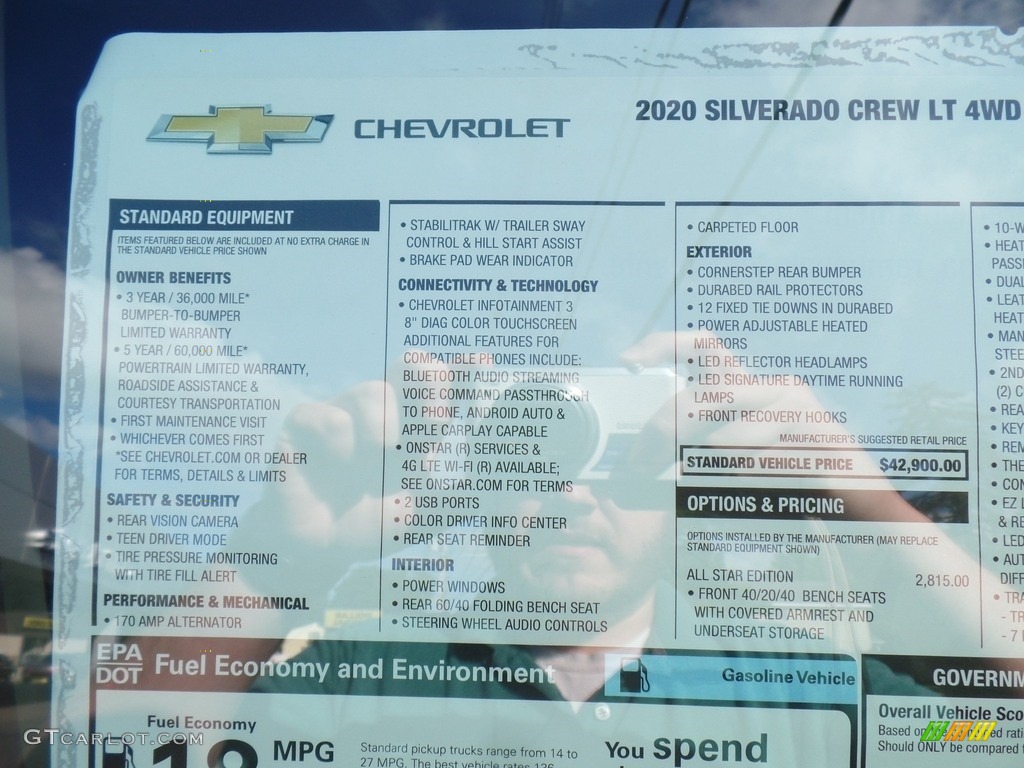 CHEVROLET
2020 SILVERADO CREW LT 4WD
STANDARD EQUIPMENT
ITEMS FEATURED BELOW ARE INCLUDED AT NO EXTRA CHARGE IN
THE STANDARD VEHICLE PRICE SHOWN
OWNER BENEFITS
• 3 YEAR / 36,000 MILE*
BUMPER-TO-BUMPER
LIMITED WARRANTY
• 5 YEAR / 60,000 MILE*
POWERTRAIN LIMITED WARRANTY,
ROADSIDE ASSISTANCE &
COURTESY TRANSPORTATION
• FIRST MAINTENANCE VISIT
• WHICHEVER COMES FIRST
*SEE CHEVROLET.COM OR DEALER
FOR TERMS, DETAILS & LIMITS
SAFETY & SECURITY
• REAR VISION CAMERA
• TEEN DRIVER MODE
• TIRE PRESSURE MONITORING
WITH TIRE FILL ALERT
PERFORMANCE & MECHANICAL
• 170 AMP ALTERNATOR
• STABILITRAK W/ TRAILER SWAY
CONTROL & HILL START ASSIST
• BRAKE PAD WEAR INDICATOR
CONNECTIVITY & TECHNOLOGY
• CHEVROLET INFOTAINMENT 3
8" DIAG COLOR TOUCHSCREEN
ADDITIONAL FEATURES FOR
COMPATIBLE PHONES INCLUDE:
BLUETOOTH AUDIO STREAMING
VOICE COMMAND PASSTHROUGH
TO PHONE, ANDROID AUTO &
APPLE CARPLAY CAPABLE
• ONSTAR (R) SERVICES &
4G LTE WI-FI (R) AVAILABLE;
SEE ONSTAR.COM FOR TERMS
• 2 USB PORTS
• COLOR DRIVER INFO CENTER
• REAR SEAT REMINDER
INTERIOR
• POWER WINDOWS
• REAR 60/40 FOLDING BENCH SEAT
• STEERING WHEEL AUDIO CONTROLS
• CARPETED FLOOR
EXTERIOR
• CORNERSTEP REAR BUMPER
• DURABED RAIL PROTECTORS
• 12 FIXED TIE DOWNS IN DURABED
• POWER ADJUSTABLE HEATED
MIRRORS
• LED REFLECTOR HEADLAMPS
• LED SIGNATURE DAYTIME RUNNING
LAMPS
• FRONT RECOVERY HOOKS
MANUFACTURER'S SUGGESTED RETAIL PRICE
STANDARD VEHICLE PRICE $42,900.00
OPTIONS & PRICING
OPTIONS INSTALLED BY THE MANUFACTURER (MAY REPLACE
STANDARD EQUIPMENT SHOWN)
ALL STAR EDITION 2,815.00
• FRONT 40/20/40 BENCH SEATS
WITH COVERED ARMREST AND
UNDERSEAT STORAGE
• 10-
• DUAL
• 2ND
(2)
• KEY
• EZ
&
• LED
- 7
EPA
DOT
Fuel Economy and Environment
Gasoline Vehicle
Fuel Economy
MPG
Standard pickup trucks range from 14 to
27 MPG. The best vehicle rates 136
You spend
Overall Vehicle
Based
Should ONLY be compared
GTcarlot.com